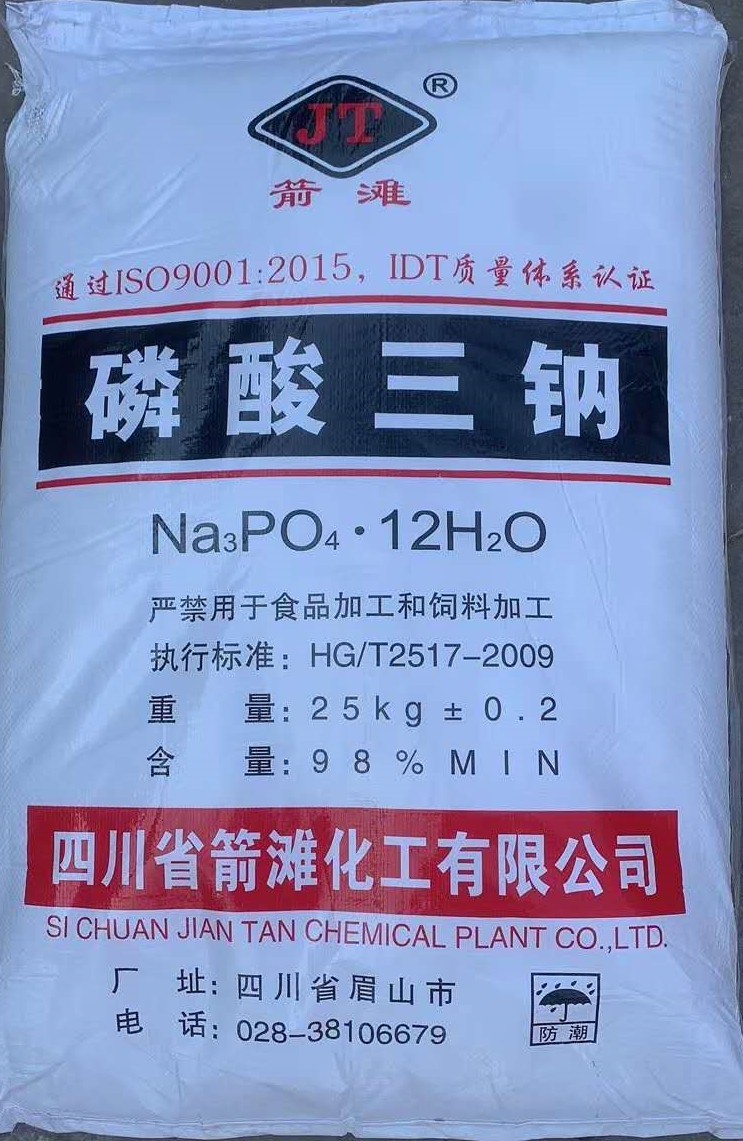 JT ®
箭滩
通过ISO9001:2015，IDT质量体系认证
磷酸三钠
Na₃PO₄·12H₂O
严禁用于食品加工和饲料加工
执行标准：HG/T2517-2009
重 量：25kg±0.2
含 量：98%MIN
四川省箭滩化工有限公司
SI CHUAN JIAN TAN CHEMICAL PLANT CO.,LTD.
厂 址：四川省眉山市
电 话：028-38106679
防潮